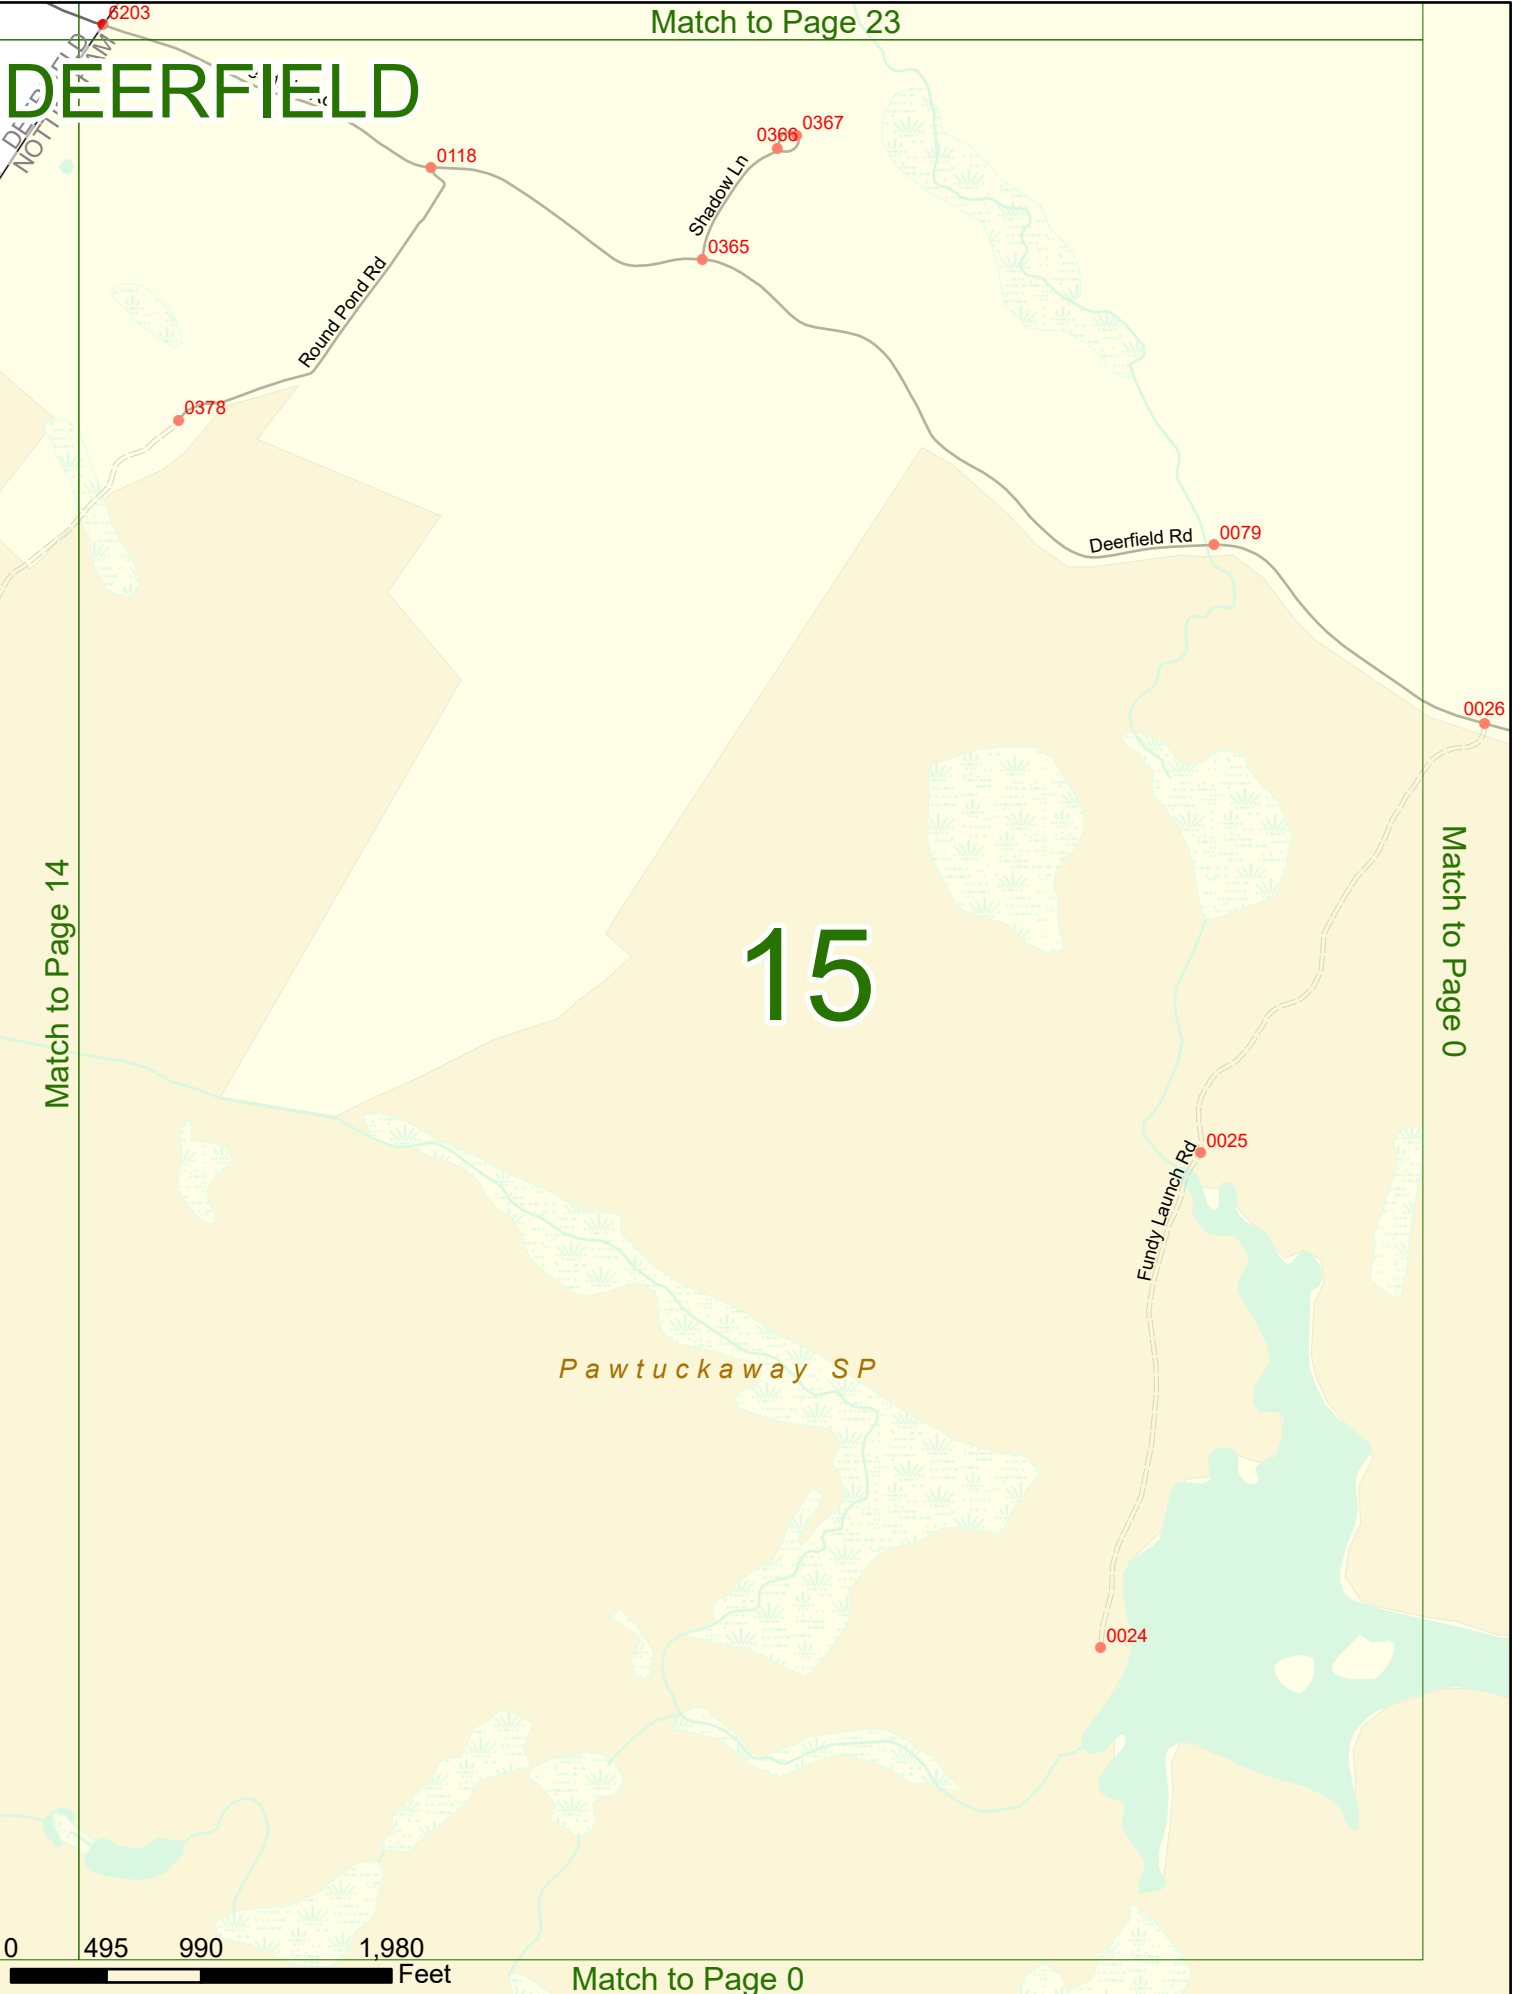 6203
Match to Page 23
DEERFIELD
NOTTINGHAM
0367
0366
0118
Shadow Ln
0365
Round Pond Rd
0378
Deerfield Rd
0079
0026
Match to Page 14
15
Match to Page 0
0025
Fundy Launch Rd
Pawtuckaway SP
0024
0 495 990 1,980
Feet
Match to Page 0